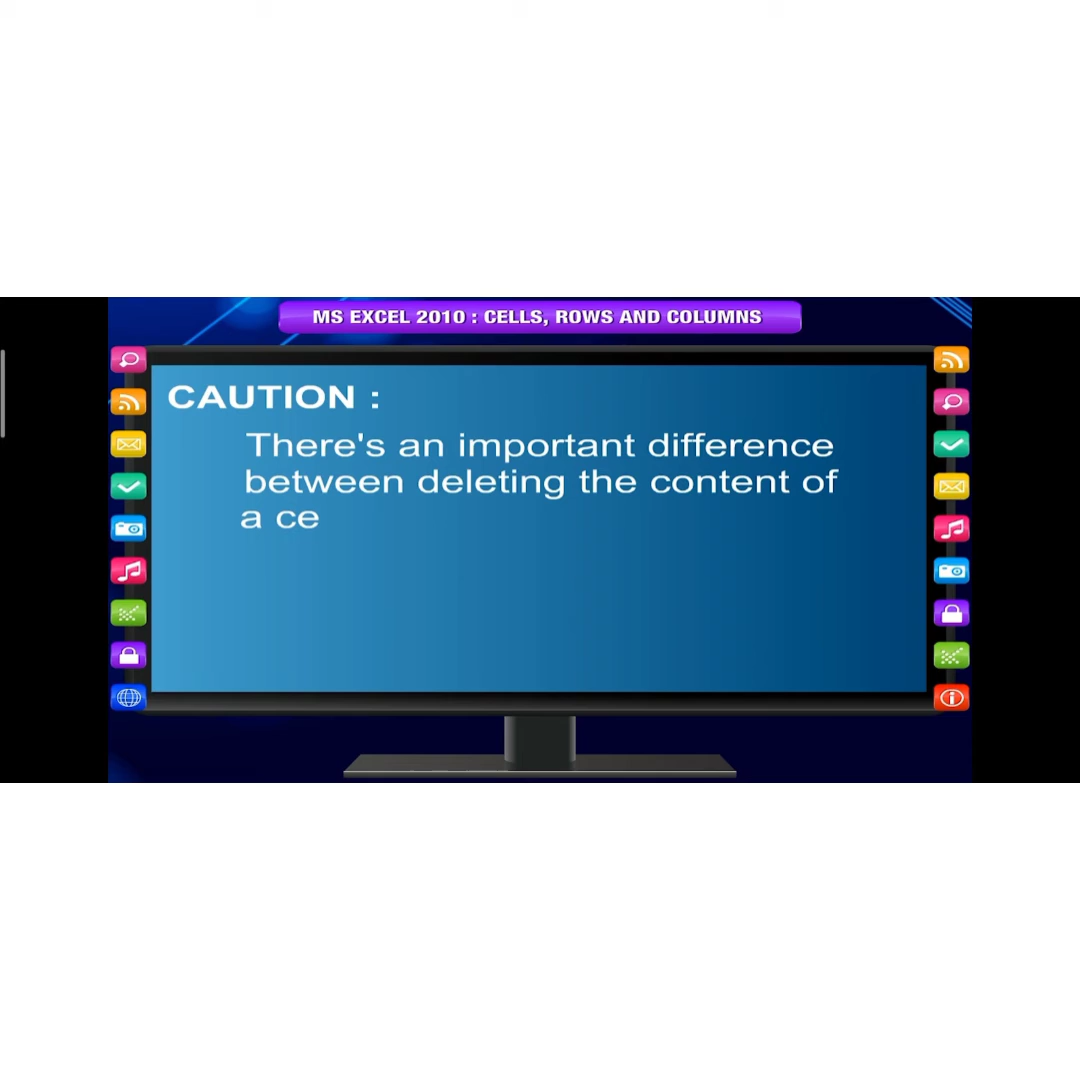 MS EXCEL 2010 : CELLS, ROWS AND COLUMNS
CAUTION :
There's an important difference
between deleting the content of
a ce